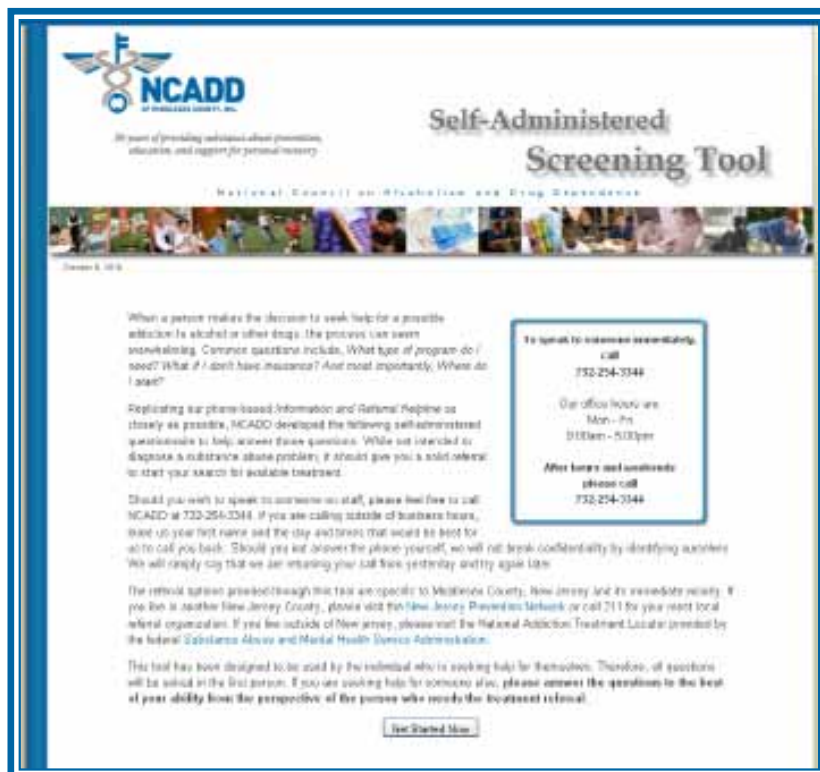 NCADD
OF MIDDLESEX COUNTY, INC.
30 years of providing substance abuse prevention,
education, and support for personal recovery
Self-Administered
Screening Tool
National Council on Alcoholism and Drug Dependence
When a person makes the decision to seek help for a possible
addiction to alcohol or other drugs, the process can seem
overwhelming. Common questions include, What type of program do I
need? What if I don't have insurance? And most importantly, Where do
I start?
Replicating our phone-based Information and Referral Helpline as
closely as possible, NCADD developed the following self-administered
questionnaire to help answer those questions. While not intended to
diagnose a substance abuse problem, it should give you a solid referral
to start your search for available treatment.
Should you wish to speak to someone on staff, please feel free to call
NCADD at 732-254-3344. If you are calling outside of business hours,
leave us your first name and the day and times that would be best for
us to call you back. Should you not answer the phone yourself, we will not break confidentiality by identifying ourselves.
We will simply say that we are returning your call from yesterday and try again later.
To speak to someone immediately,
call
732-254-3344
Our office hours are
Mon - Fri
9:00am - 5:00pm
After hours and weekends
please call
732-254-3344
The referral options provided through this tool are specific to Middlesex County, New Jersey and its immediate vicinity. If
you live in another New Jersey County, please visit the New Jersey Prevention Network or call 211 for your most local
referral organization. If you live outside of New Jersey, please visit the National Addiction Treatment Locator provided by
the federal Substance Abuse and Mental Health Service Administration.
This tool has been designed to be used by the individual who is seeking help for themselves. Therefore, all questions
will be asked in the first person. If you are seeking help for someone else, please answer the questions to the best
of your ability from the perspective of the person who needs the treatment referral.
Get Started Now